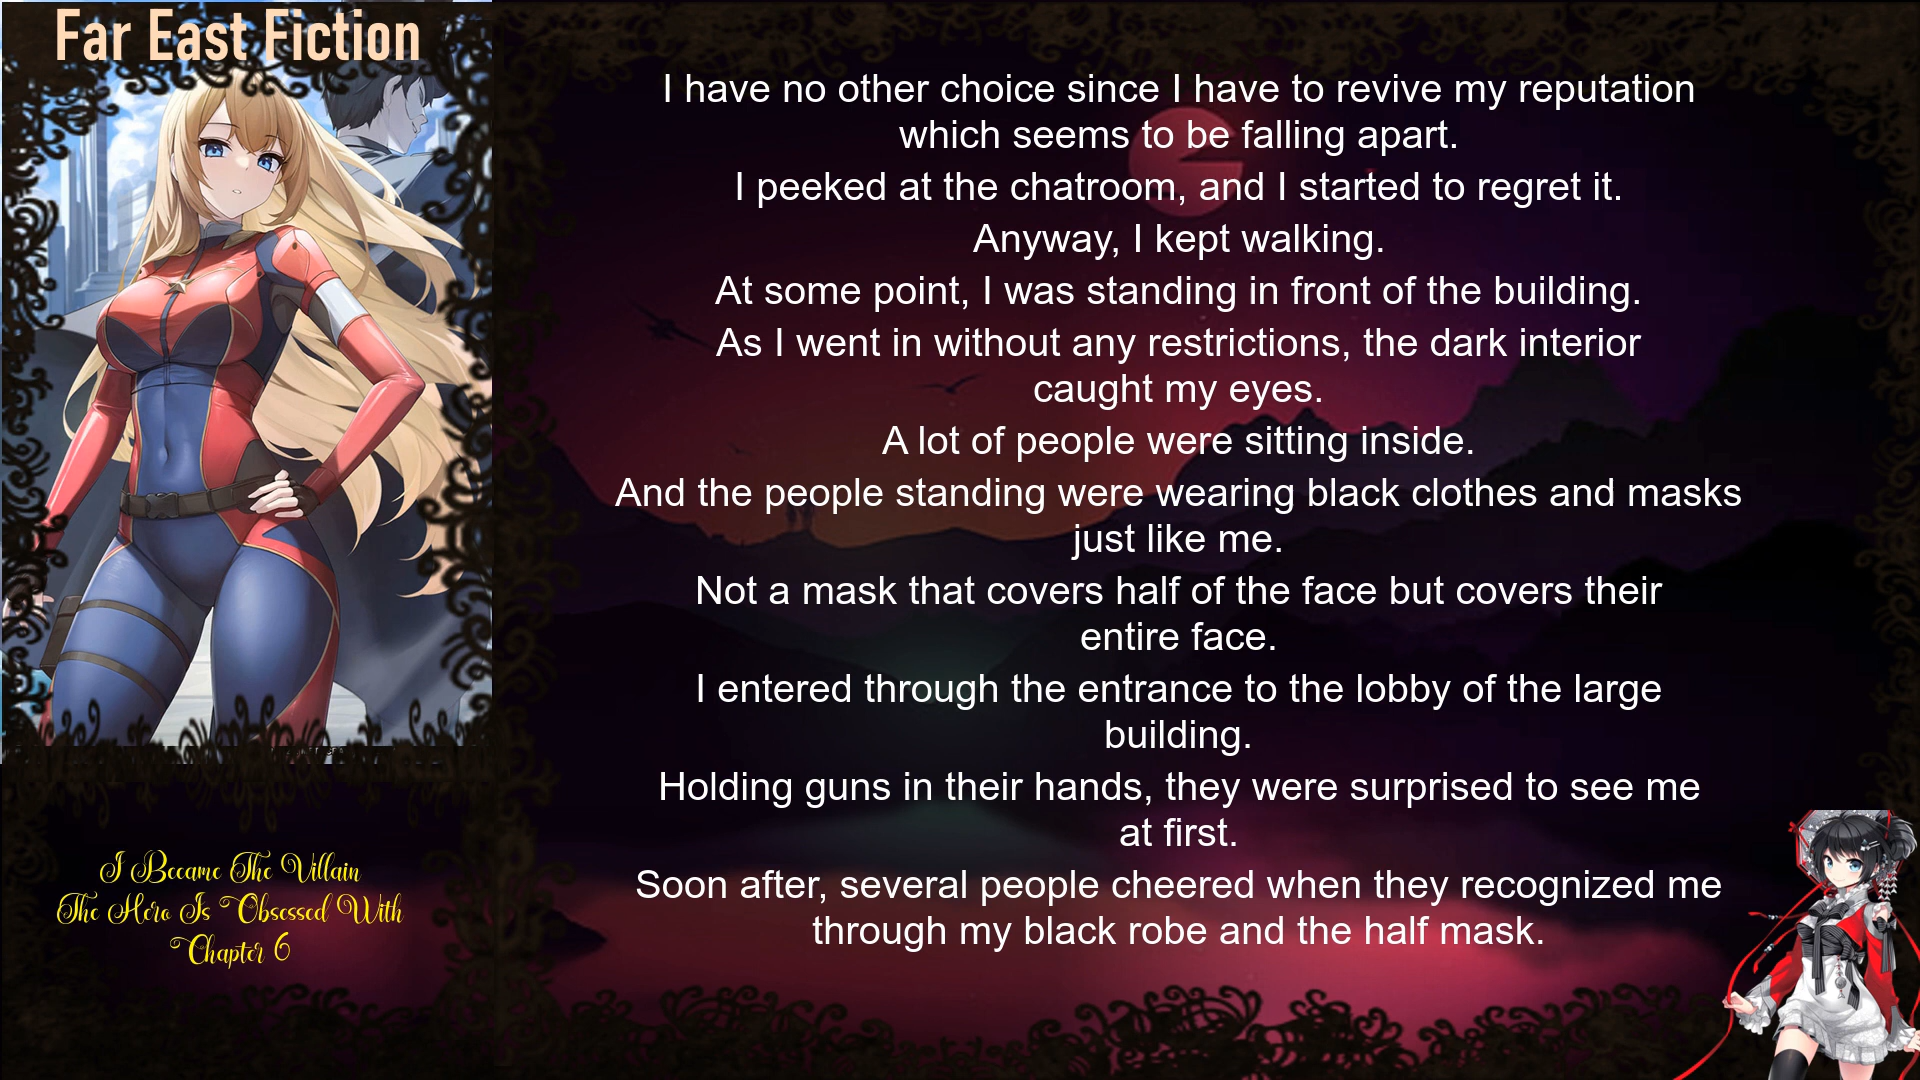 Far East Fiction
I have no other choice since I have to revive my reputation
which seems to be falling apart.
I peeked at the chatroom, and I started to regret it.
Anyway, I kept walking.
At some point, I was standing in front of the building.
As I went in without any restrictions, the dark interior
caught my eyes.
A lot of people were sitting inside.
And the people standing were wearing black clothes and masks
just like me.
Not a mask that covers half of the face but covers their
entire face.
I entered through the entrance to the lobby of the large
building.
Holding guns in their hands, they were surprised to see me
at first.
Soon after, several people cheered when they recognized me
through my black robe and the half mask.
I Became The Villain
The Hero Is Obsessed With
Chapter 6